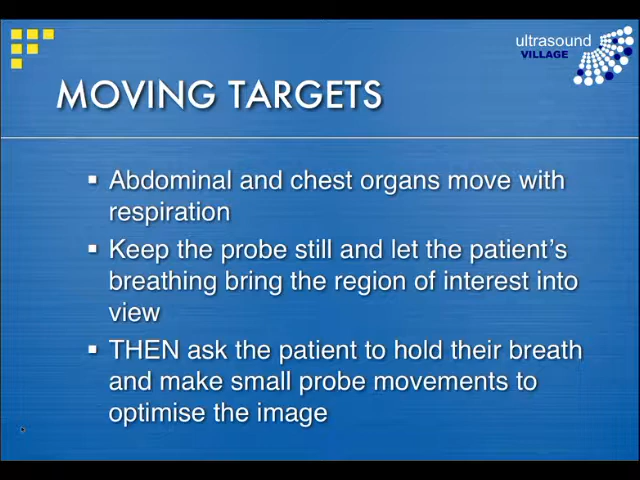 ultrasound
VILLAGE
MOVING TARGETS
Abdominal and chest organs move with
respiration
Keep the probe still and let the patient's
breathing bring the region of interest into
view
THEN ask the patient to hold their breath
and make small probe movements to
optimise the image